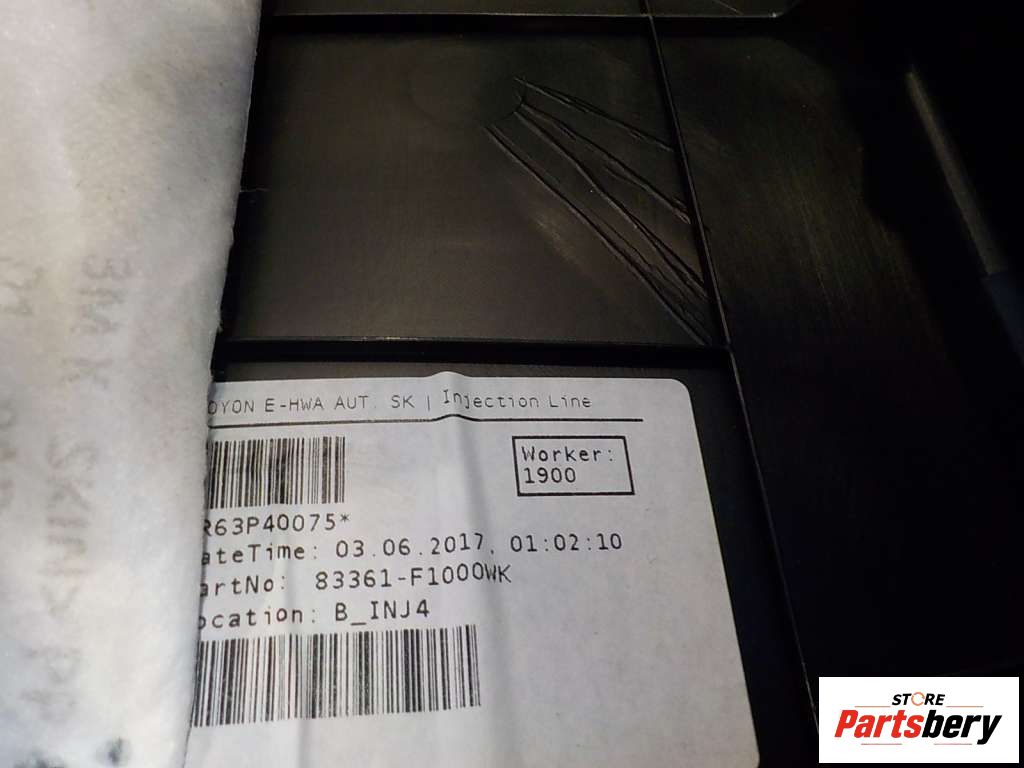 OYON E-HWA AUT. SK | Injection Line
Worker:
1900
R63P40075*
ateTime: 03.06.2017, 01:02:10
artNo: 83361-F1000WK
ocation: B_INJ4
STORE
Partsbery